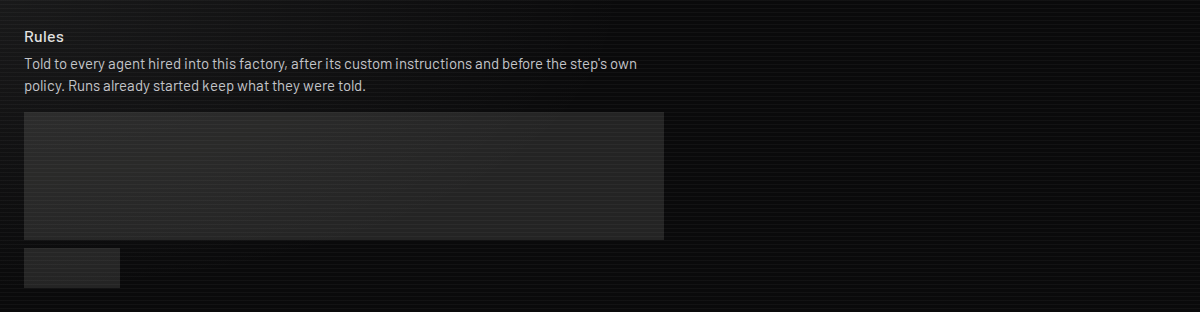 Rules
Told to every agent hired into this factory, after its custom instructions and before the step's own
policy. Runs already started keep what they were told.